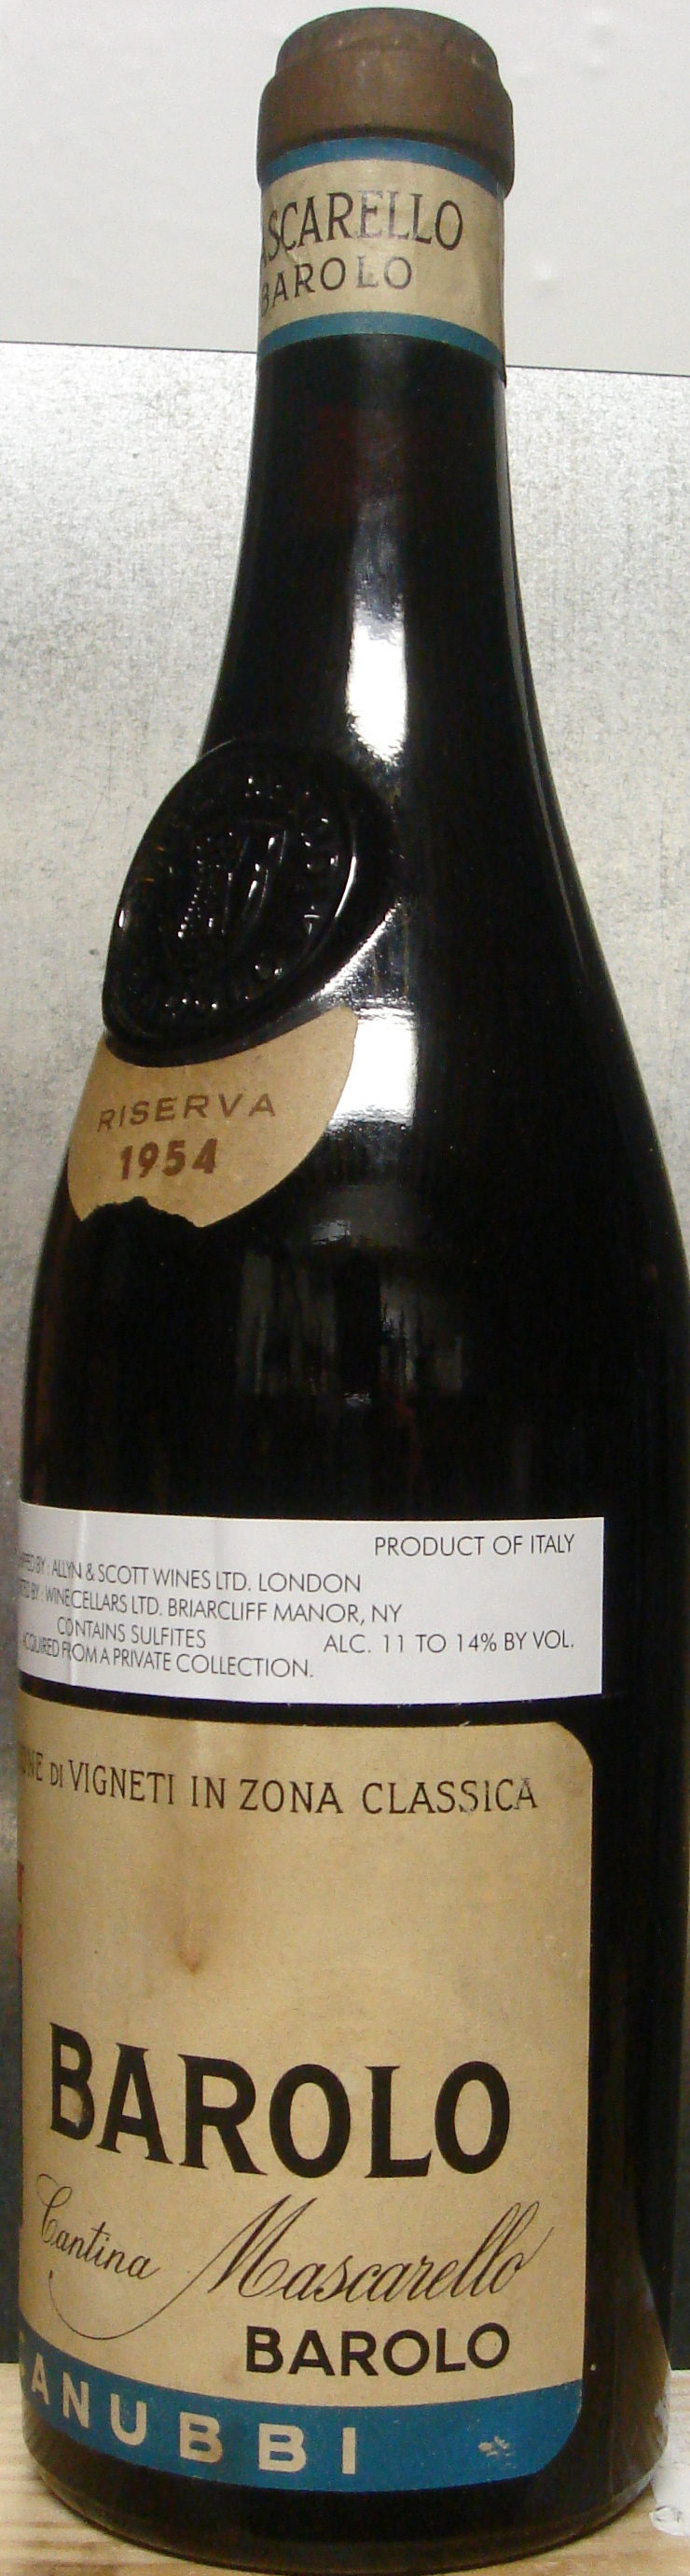 SCARELLO
BAROLO
RISERVA
1954
PRODUCT OF ITALY
BY: ALLYN & SCOTT WINES LTD. LONDON
BY: WINECELLARS LTD. BRIARCLIFF MANOR, NY
CONTAINS SULFITES ALC. 11 TO 14% BY VOL.
ACQUIRED FROM A PRIVATE COLLECTION.
NE DI VIGNETI IN ZONA CLASSICA
BAROLO
Cantina Mascarello
BAROLO
ANUBBI